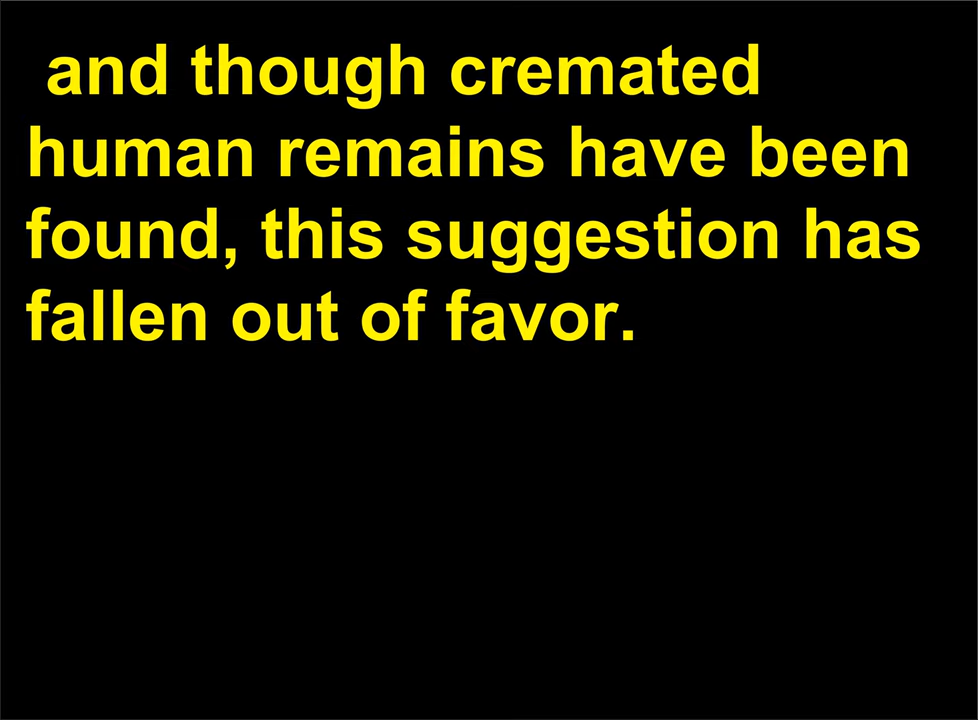 and though cremated
human remains have been
found, this suggestion has
fallen out of favor.